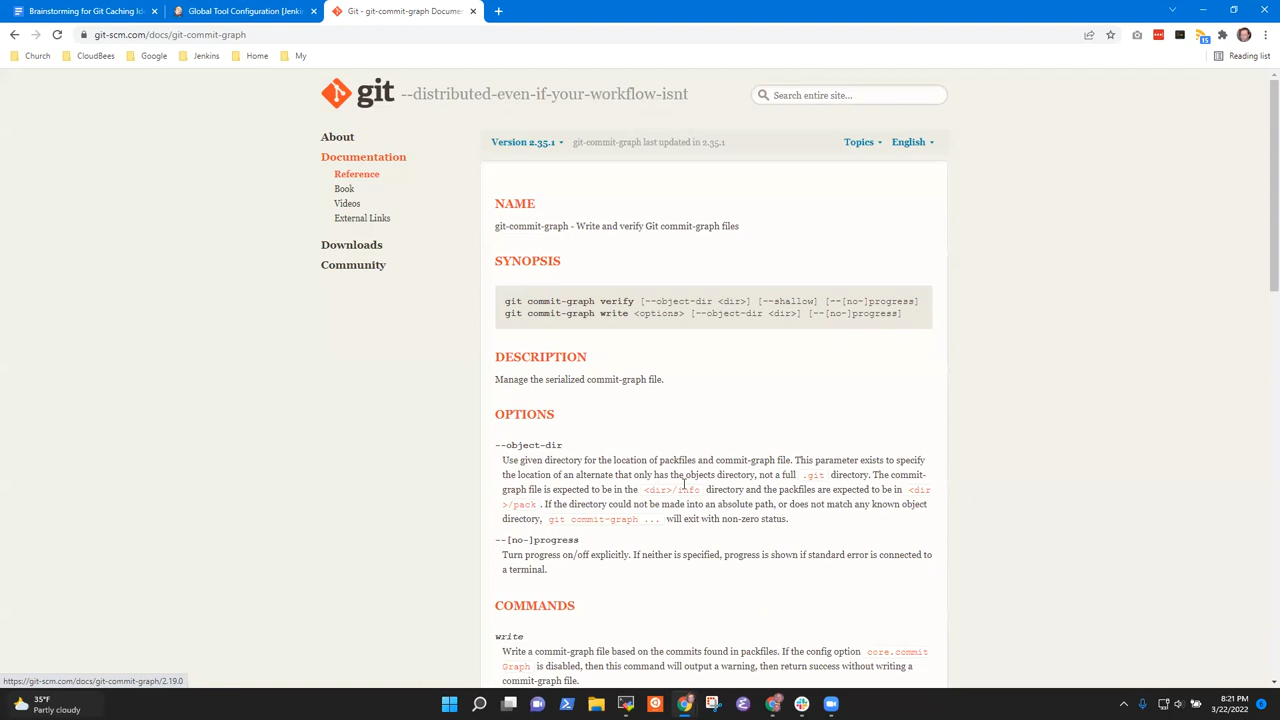 Brainstorming for Git Caching Ide
Global Tool Configuration [Jenkin
Git - git-commit-graph Documen
git-scm.com/docs/git-commit-graph
15
Church
CloudBees
Google
Jenkins
Home
My
Reading list
git --distributed-even-if-your-workflow-isnt
Search entire site...
About
Documentation
Reference
Book
Videos
External Links
Downloads
Community
Version 2.35.1 git-commit-graph last updated in 2.35.1
Topics
English
NAME
git-commit-graph - Write and verify Git commit-graph files
SYNOPSIS
git commit-graph verify [--object-dir <dir>] [--shallow] [--[no-]progress]
git commit-graph write <options> [--object-dir <dir>] [--[no-]progress]
DESCRIPTION
Manage the serialized commit-graph file.
OPTIONS
--object-dir
Use given directory for the location of packfiles and commit-graph file. This parameter exists to specify
the location of an alternate that only has the objects directory, not a full .git directory. The commit-
graph file is expected to be in the <dir>/info directory and the packfiles are expected to be in <dir
>/pack . If the directory could not be made into an absolute path, or does not match any known object
directory, git commit-graph ... will exit with non-zero status.
--[no-]progress
Turn progress on/off explicitly. If neither is specified, progress is shown if standard error is connected to
a terminal.
COMMANDS
write
Write a commit-graph file based on the commits found in packfiles. If the config option core.commit
Graph is disabled, then this command will output a warning, then return success without writing a
commit-graph file.
https://git-scm.com/docs/git-commit-graph/2.19.0
35°F
Partly cloudy
8:21 PM
3/22/2022